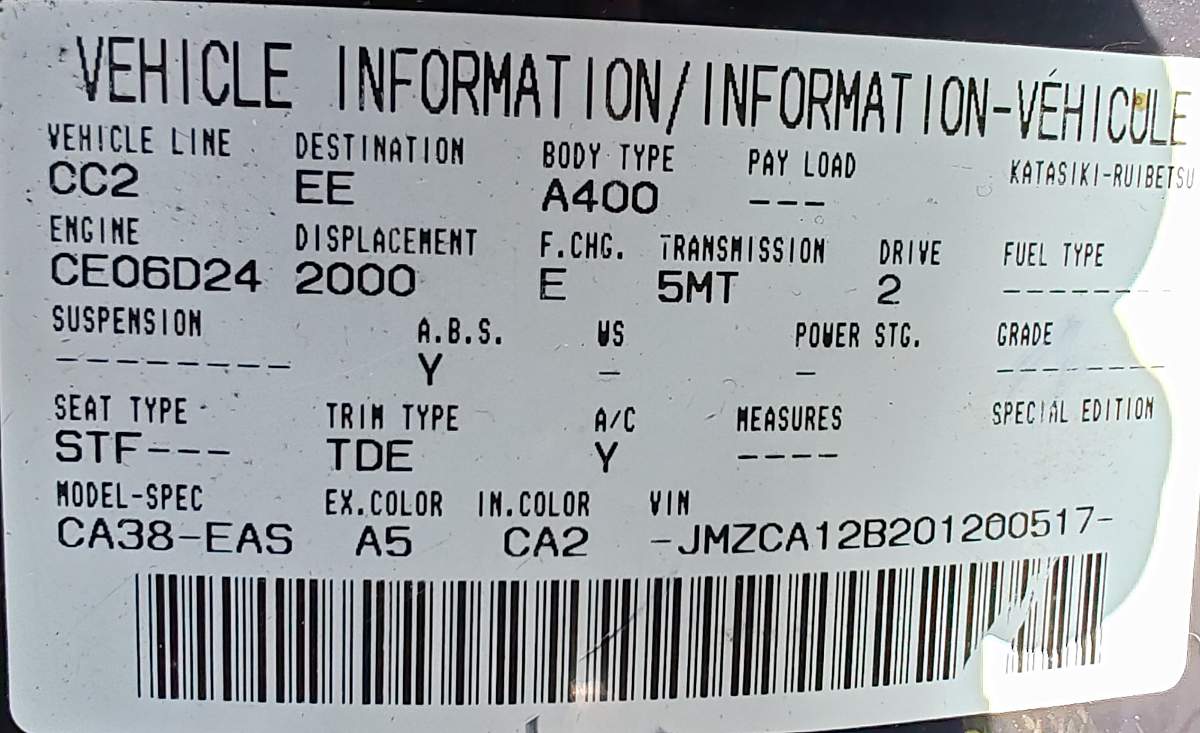 VEHICLE INFORMATION/INFORMATION-VÉHICULE
VEHICLE LINE DESTINATION BODY TYPE PAY LOAD KATASIKI-RUIBETSU
CC2 EE A400 ---
ENGINE DISPLACEMENT F.CHG. TRANSMISSION DRIVE FUEL TYPE
CE06D24 2000 E 5MT 2 --------
SUSPENSION A.B.S. WS POWER STG. GRADE
-------- Y - - --------
SEAT TYPE TRIM TYPE A/C MEASURES SPECIAL EDITION
STF--- TDE Y ----
MODEL-SPEC EX.COLOR IN.COLOR VIN
CA38-EAS A5 CA2 -JMZCA12B201200517-